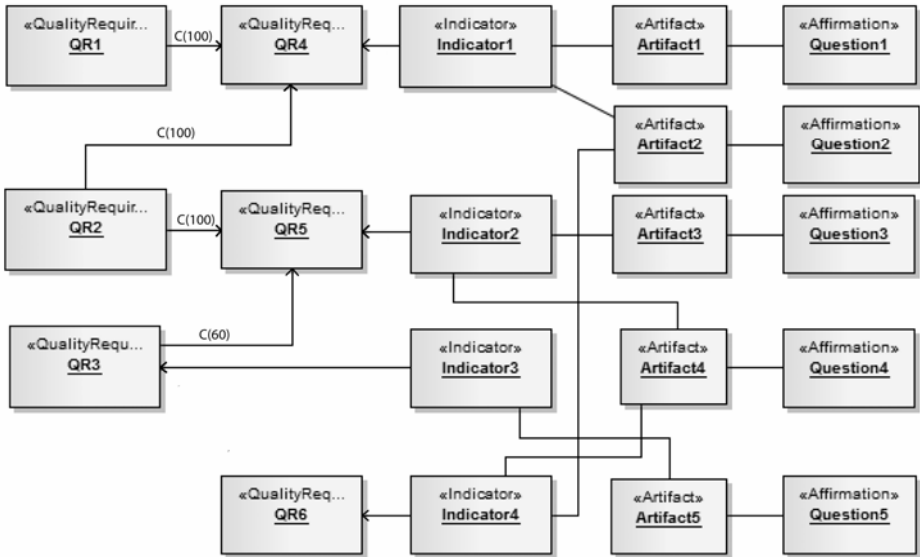 «QualityRequir...
QR1
C(100)
«QualityReq...
QR4
«Indicator»
Indicator1
«Artifact»
Artifact1
«Affirmation»
Question1
C(100)
«Artifact»
Artifact2
«Affirmation»
Question2
«QualityRequir...
QR2
C(100)
«QualityReq...
QR5
«Indicator»
Indicator2
«Artifact»
Artifact3
«Affirmation»
Question3
«QualityRequ...
QR3
C(60)
«Indicator»
Indicator3
«Artifact»
Artifact4
«Affirmation»
Question4
«QualityReq...
QR6
«Indicator»
Indicator4
«Artifact»
Artifact5
«Affirmation»
Question5